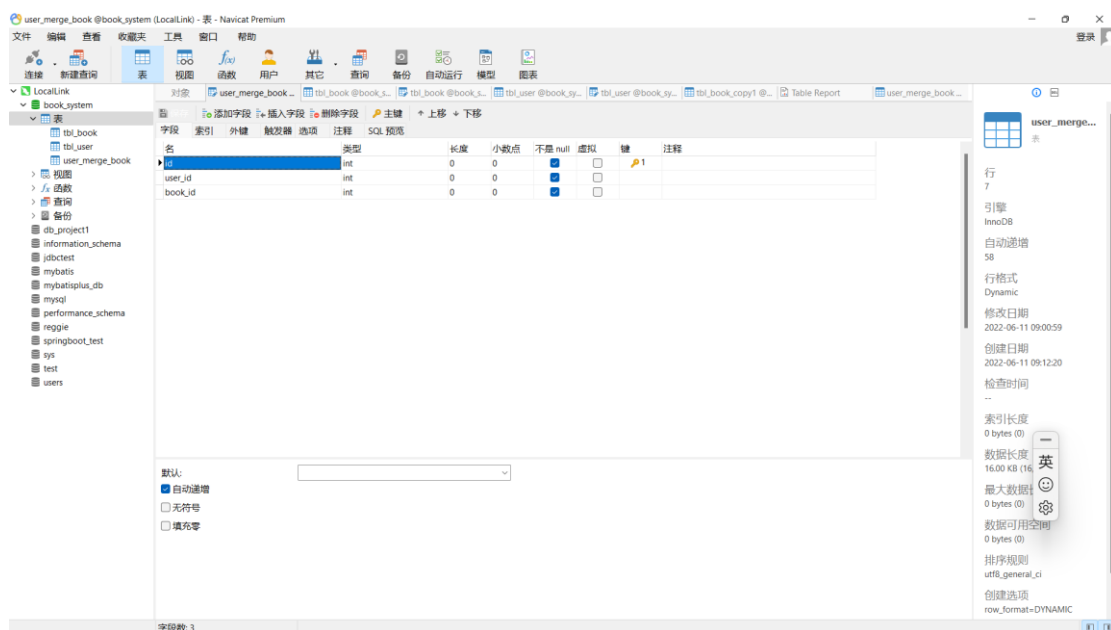 user_merge_book @book_system (LocalLink) - 表 - Navicat Premium
文件 编辑 查看 收藏夹 工具 窗口 帮助 登录
连接 新建查询 表 视图 函数 用户 其它 查询 备份 自动运行 模型 图表
LocalLink
book_system
表
tbl_book
tbl_user
user_merge_book
视图
函数
查询
备份
db_project1
information_schema
jdbctest
mybatis
mybatisplus_db
mysql
performance_schema
reggie
springboot_test
sys
test
users
对象 user_merge_book ... tbl_book @book_s... tbl_book @book_s... tbl_user @book_sy... tbl_user @book_sy... tbl_book_copy1 @... Table Report user_merge_book ...
添加字段 插入字段 删除字段 主键 上移 下移
字段 索引 外键 触发器 选项 注释 SQL 预览
名 类型 长度 小数点 不是 null 虚拟 键 注释
id int 0 0 1
user_id int 0 0
book_id int 0 0
默认:
自动递增
无符号
填充零
字段数: 3
user_merge...
表
行
7
引擎
InnoDB
自动递增
58
行格式
Dynamic
修改日期
2022-06-11 09:00:59
创建日期
2022-06-11 09:12:20
检查时间
--
索引长度
0 bytes (0)
数据长度
16.00 KB (16,
最大数据
0 bytes (0)
数据可用空间
0 bytes (0)
排序规则
utf8_general_ci
创建选项
row_format=DYNAMIC
英